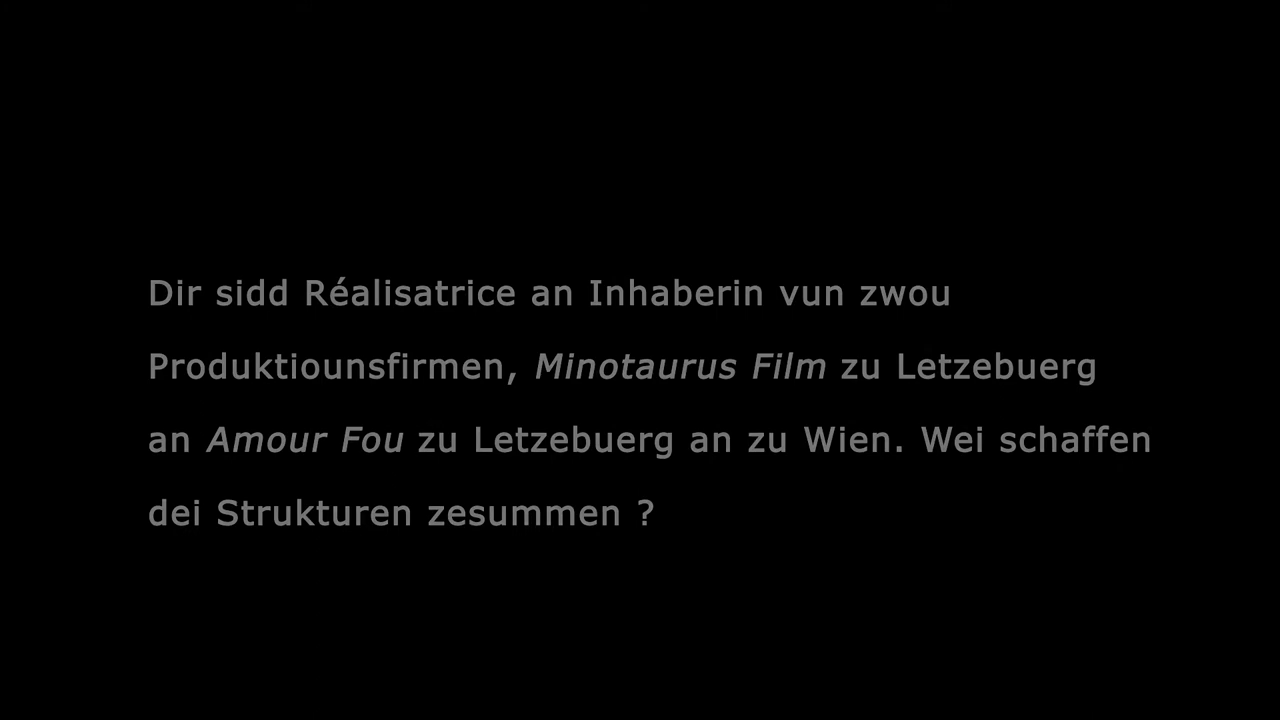 Dir sidd Réalisatrice an Inhaberin vun zwou
Produktiounsfirmen, Minotaurus Film zu Letzebuerg
an Amour Fou zu Letzebuerg an zu Wien. Wei schaffen
dei Strukturen zesummen ?